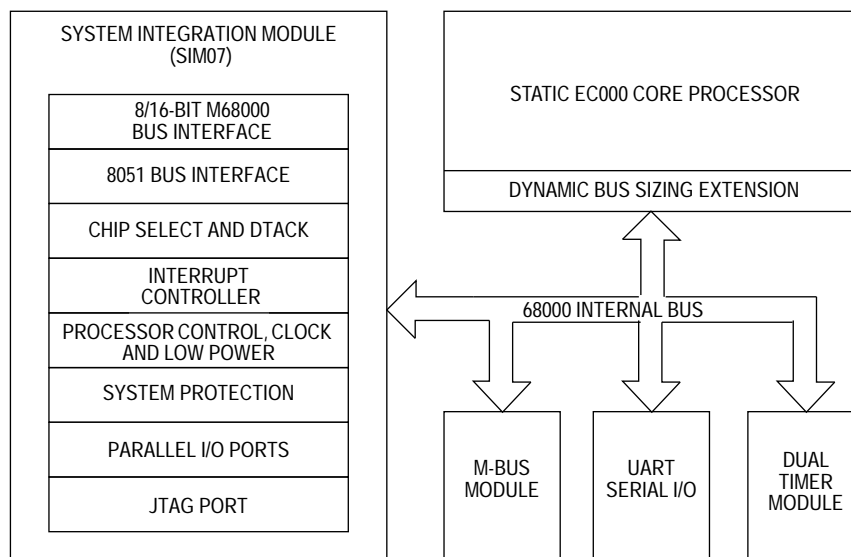 SYSTEM INTEGRATION MODULE
(SIM07)
8/16-BIT M68000
BUS INTERFACE
8051 BUS INTERFACE
CHIP SELECT AND DTACK
INTERRUPT
CONTROLLER
PROCESSOR CONTROL, CLOCK
AND LOW POWER
SYSTEM PROTECTION
PARALLEL I/O PORTS
JTAG PORT
STATIC EC000 CORE PROCESSOR
DYNAMIC BUS SIZING EXTENSION
68000 INTERNAL BUS
M-BUS
MODULE
UART
SERIAL I/O
DUAL
TIMER
MODULE